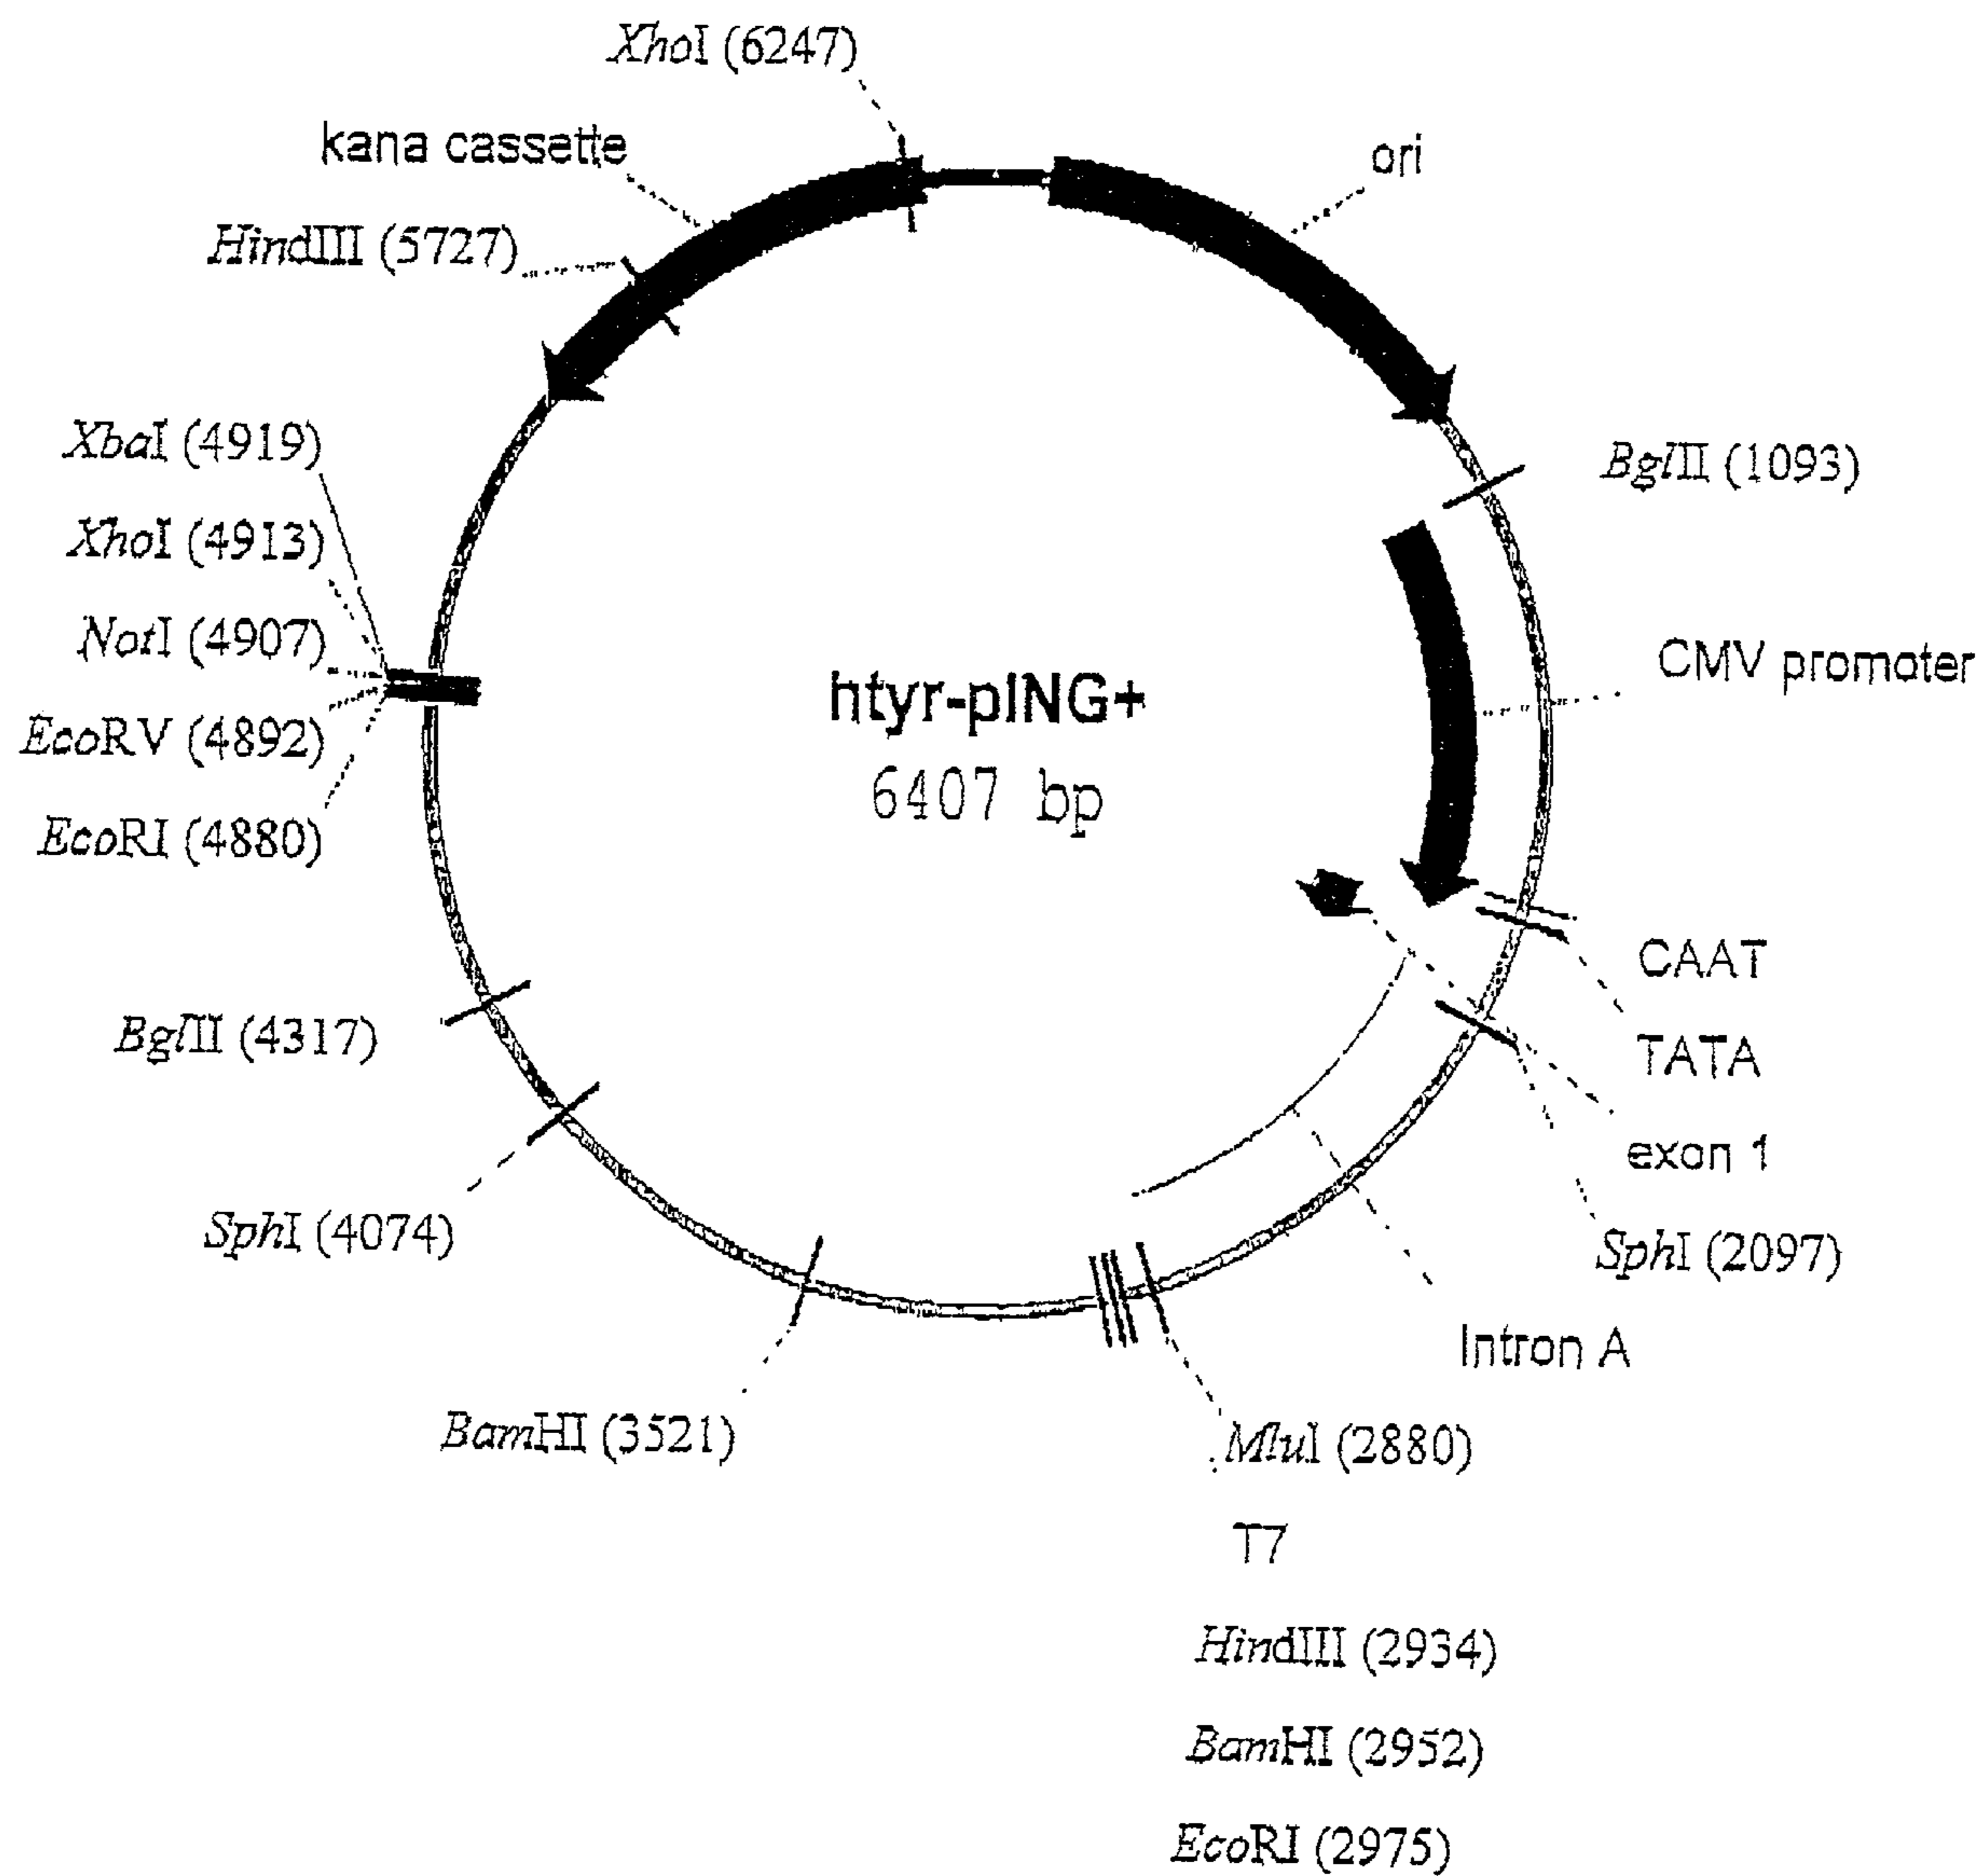 XhoI (6247)
kana cassette
ori
HindIII (5727)
XbaI (4919)
BglII (1093)
XhoI (4913)
NotI (4907)
CMV promoter
htyr-pING+
6407 bp
EcoRV (4892)
EcoRI (4880)
CAAT
BglII (4317)
TATA
exon 1
SphI (4074)
SphI (2097)
Intron A
BamHI (3521)
MluI (2880)
T7
HindIII (2934)
BamHI (2952)
EcoRI (2975)